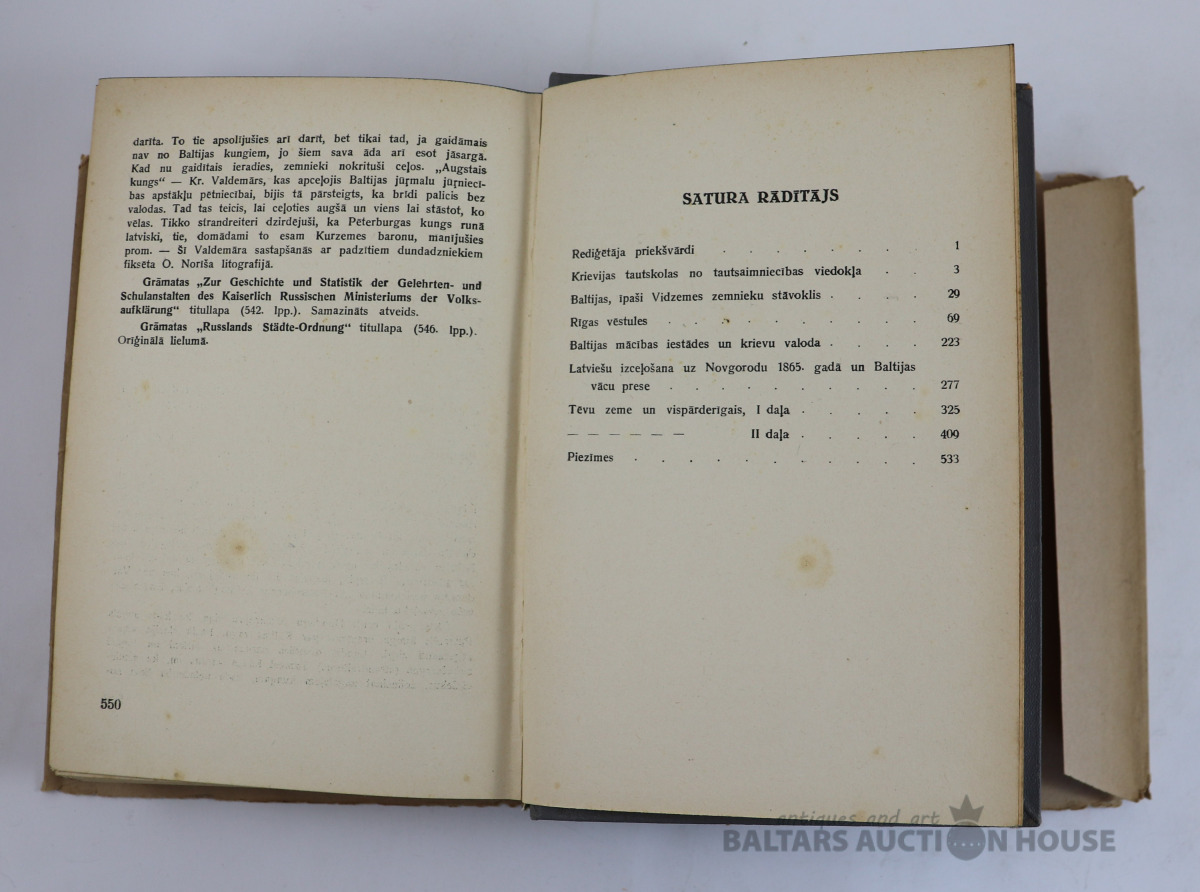 darīta. To tie apsolījušies arī darīt, bet tikai tad, ja gaidāmais
nav no Baltijas kungiem, jo šiem sava āda arī esot jāsargā.
Kad nu gaidītais ieradies, zemnieki nokrituši ceļos. „Augstais
kungs“ — Kr. Valdemārs, kas apceļojis Baltijas jūrmalu jūrniecī-
bas apstākļu pētniecībai, bijis tā pārsteigts, ka brīdi palicis bez
valodas. Tad tas teicis, lai ceļoties augšā un viens lai stāstot, ko
vēlas. Tikko strandreiteri dzirdējuši, ka Pēterburgas kungs runā
latviski, tie, domādami to esam Kurzemes baronu, manījušies
prom. — Šī Valdemāra sastapšanās ar padzītiem dundadzniekiem
fiksēta O. Norīša litografijā.
Grāmatas „Zur Geschichte und Statistik der Gelehrten- und
Schulanstalten des Kaiserlich Russischen Ministeriums der Volks-
aufklärung“ titullapa (542. lpp.). Samazināts atveids.
Grāmatas „Russlands Städte-Ordnung“ titullapa (546. lpp.).
Oriģinālā lielumā.
550
SATURA RĀDĪTĀJS
Rediģētāja priekšvārdi . . . . . . . 1
Krievijas tautskolas no tautsaimniecības viedokļa . . 3
Baltijas, īpaši Vidzemes zemnieku stāvoklis . . . . 29
Rīgas vēstules . . . . . . . . 69
Baltijas mācības iestādes un krievu valoda . . . . 223
Latviešu izceļošana uz Novgorodu 1865. gadā un Baltijas
vācu prese . . . . . . . . . . 277
Tēvu zeme un vispārderīgais, I daļa . . . . . 325
— — — — — — II daļa . . . . . 409
Piezīmes . . . . . . . . . . . 533
antiques and art
BALTARS AUCTION HOUSE